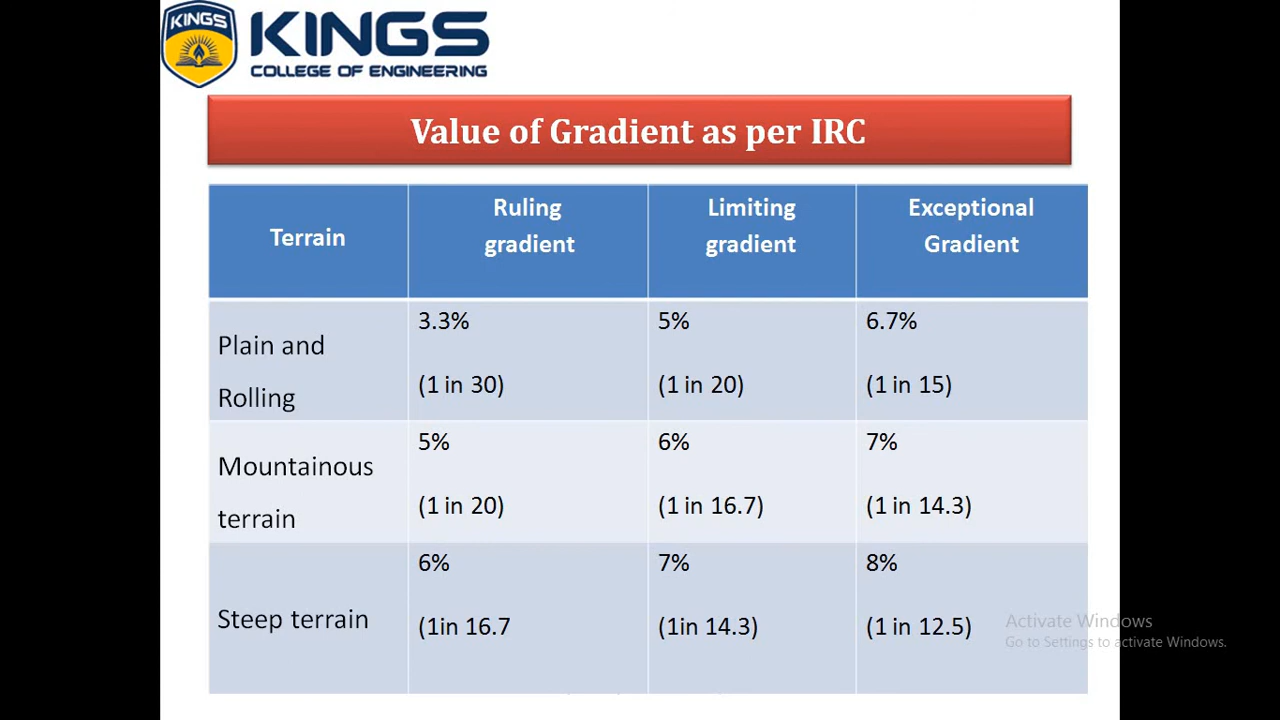 KINGS
KINGS
COLLEGE OF ENGINEERING
Value of Gradient as per IRC
Terrain
Ruling
gradient
Limiting
gradient
Exceptional
Gradient
Plain and
Rolling
3.3%
(1 in 30)
5%
(1 in 20)
6.7%
(1 in 15)
Mountainous
terrain
5%
(1 in 20)
6%
(1 in 16.7)
7%
(1 in 14.3)
Steep terrain
6%
(1in 16.7
7%
(1in 14.3)
8%
(1 in 12.5)
Activate Windows
Go to Settings to activate Windows.